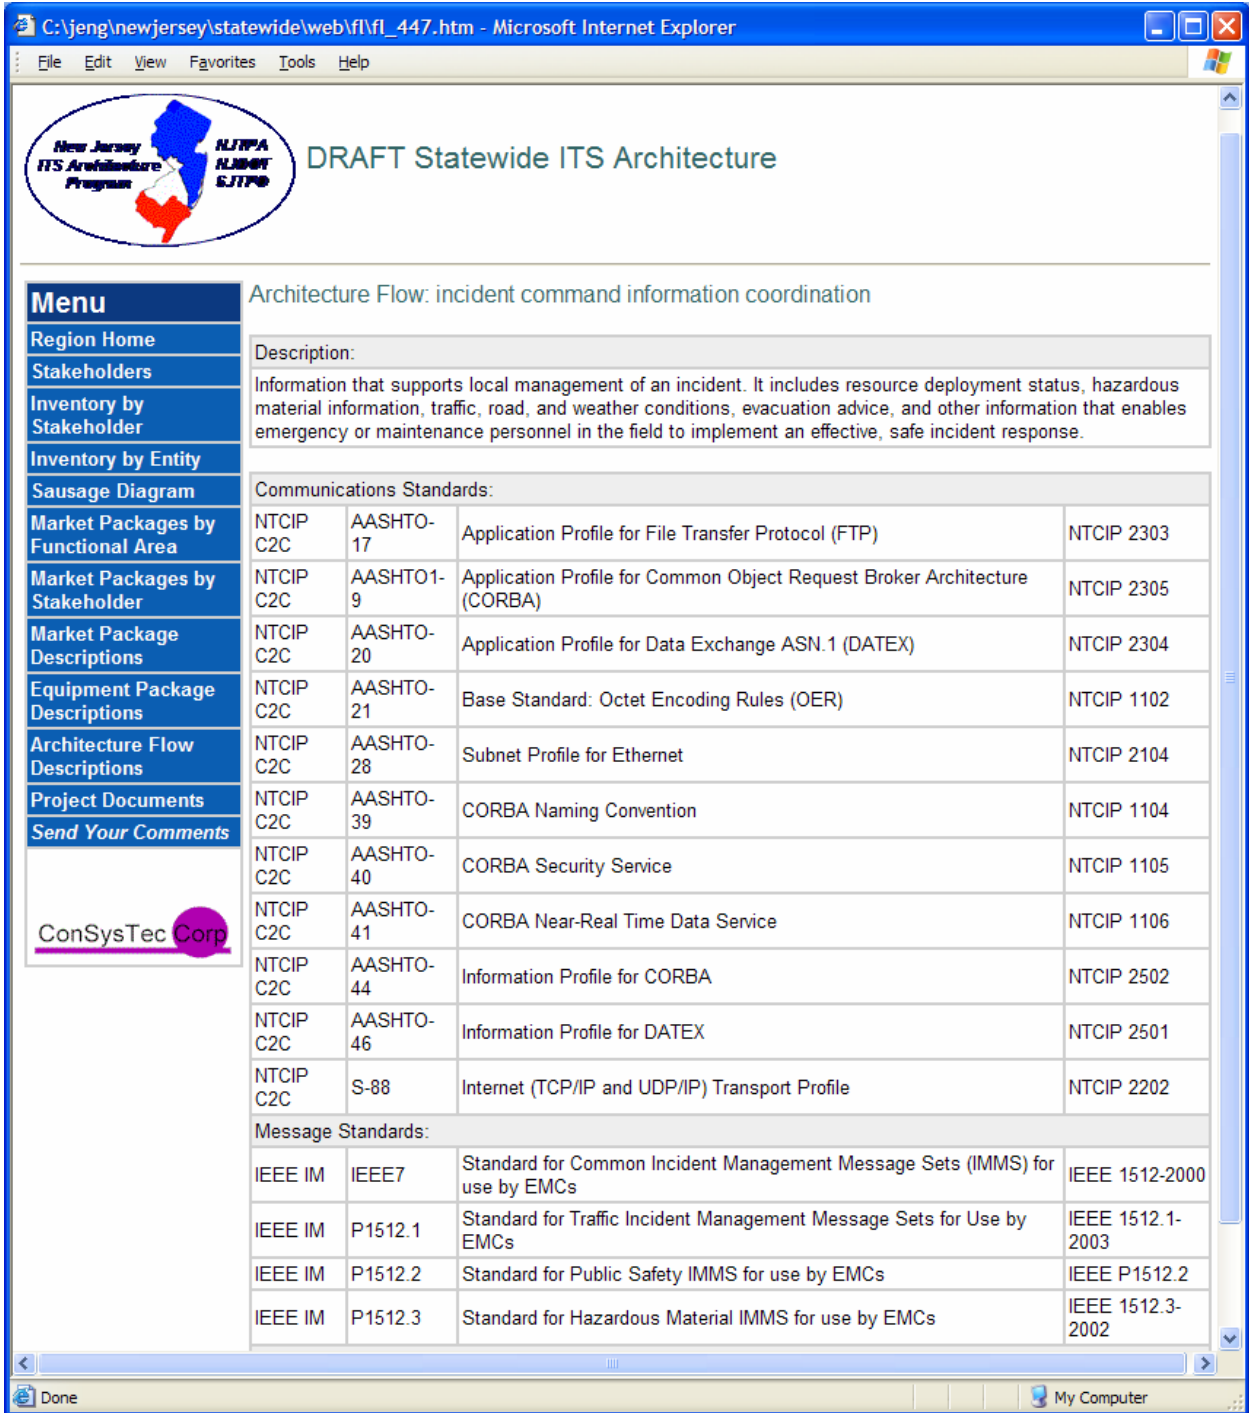 C:\jeng\newjersey\statewide\web\fl\fl_447.htm - Microsoft Internet Explorer
File Edit View Favorites Tools Help
New Jersey
ITS Architecture
Program
NJTPA
NJDOT
SJTPO
DRAFT Statewide ITS Architecture
Menu
Region Home
Stakeholders
Inventory by
Stakeholder
Inventory by Entity
Sausage Diagram
Market Packages by
Functional Area
Market Packages by
Stakeholder
Market Package
Descriptions
Equipment Package
Descriptions
Architecture Flow
Descriptions
Project Documents
Send Your Comments
ConSysTec Corp
Architecture Flow: incident command information coordination
Description:
Information that supports local management of an incident. It includes resource deployment status, hazardous
material information, traffic, road, and weather conditions, evacuation advice, and other information that enables
emergency or maintenance personnel in the field to implement an effective, safe incident response.
Communications Standards:
NTCIP C2C AASHTO-17 Application Profile for File Transfer Protocol (FTP) NTCIP 2303
NTCIP C2C AASHTO1-9 Application Profile for Common Object Request Broker Architecture (CORBA) NTCIP 2305
NTCIP C2C AASHTO-20 Application Profile for Data Exchange ASN.1 (DATEX) NTCIP 2304
NTCIP C2C AASHTO-21 Base Standard: Octet Encoding Rules (OER) NTCIP 1102
NTCIP C2C AASHTO-28 Subnet Profile for Ethernet NTCIP 2104
NTCIP C2C AASHTO-39 CORBA Naming Convention NTCIP 1104
NTCIP C2C AASHTO-40 CORBA Security Service NTCIP 1105
NTCIP C2C AASHTO-41 CORBA Near-Real Time Data Service NTCIP 1106
NTCIP C2C AASHTO-44 Information Profile for CORBA NTCIP 2502
NTCIP C2C AASHTO-46 Information Profile for DATEX NTCIP 2501
NTCIP C2C S-88 Internet (TCP/IP and UDP/IP) Transport Profile NTCIP 2202
Message Standards:
IEEE IM IEEE7 Standard for Common Incident Management Message Sets (IMMS) for use by EMCs IEEE 1512-2000
IEEE IM P1512.1 Standard for Traffic Incident Management Message Sets for Use by EMCs IEEE 1512.1-2003
IEEE IM P1512.2 Standard for Public Safety IMMS for use by EMCs IEEE P1512.2
IEEE IM P1512.3 Standard for Hazardous Material IMMS for use by EMCs IEEE 1512.3-2002
Done
My Computer